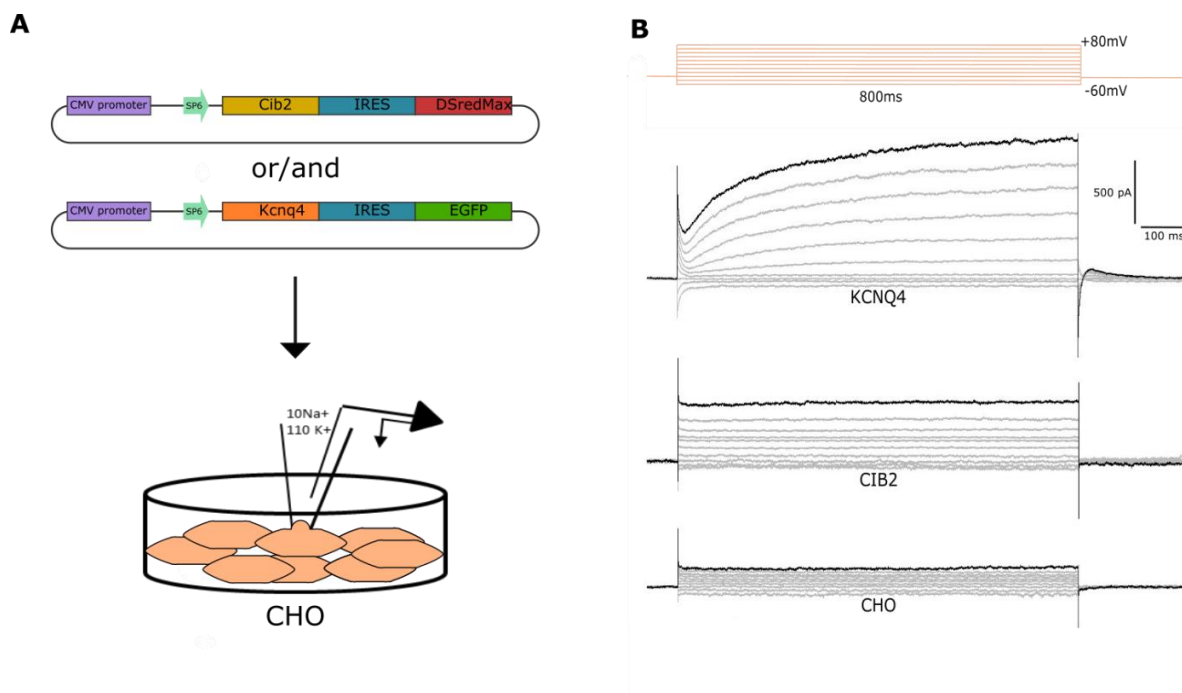 A
CMV promoter SP6 Cib2 IRES DSredMax
or/and
CMV promoter SP6 Kcnq4 IRES EGFP
10Na+
110 K+
CHO
B
+80mV
-60mV
800ms
500 pA
100 ms
KCNQ4
CIB2
CHO